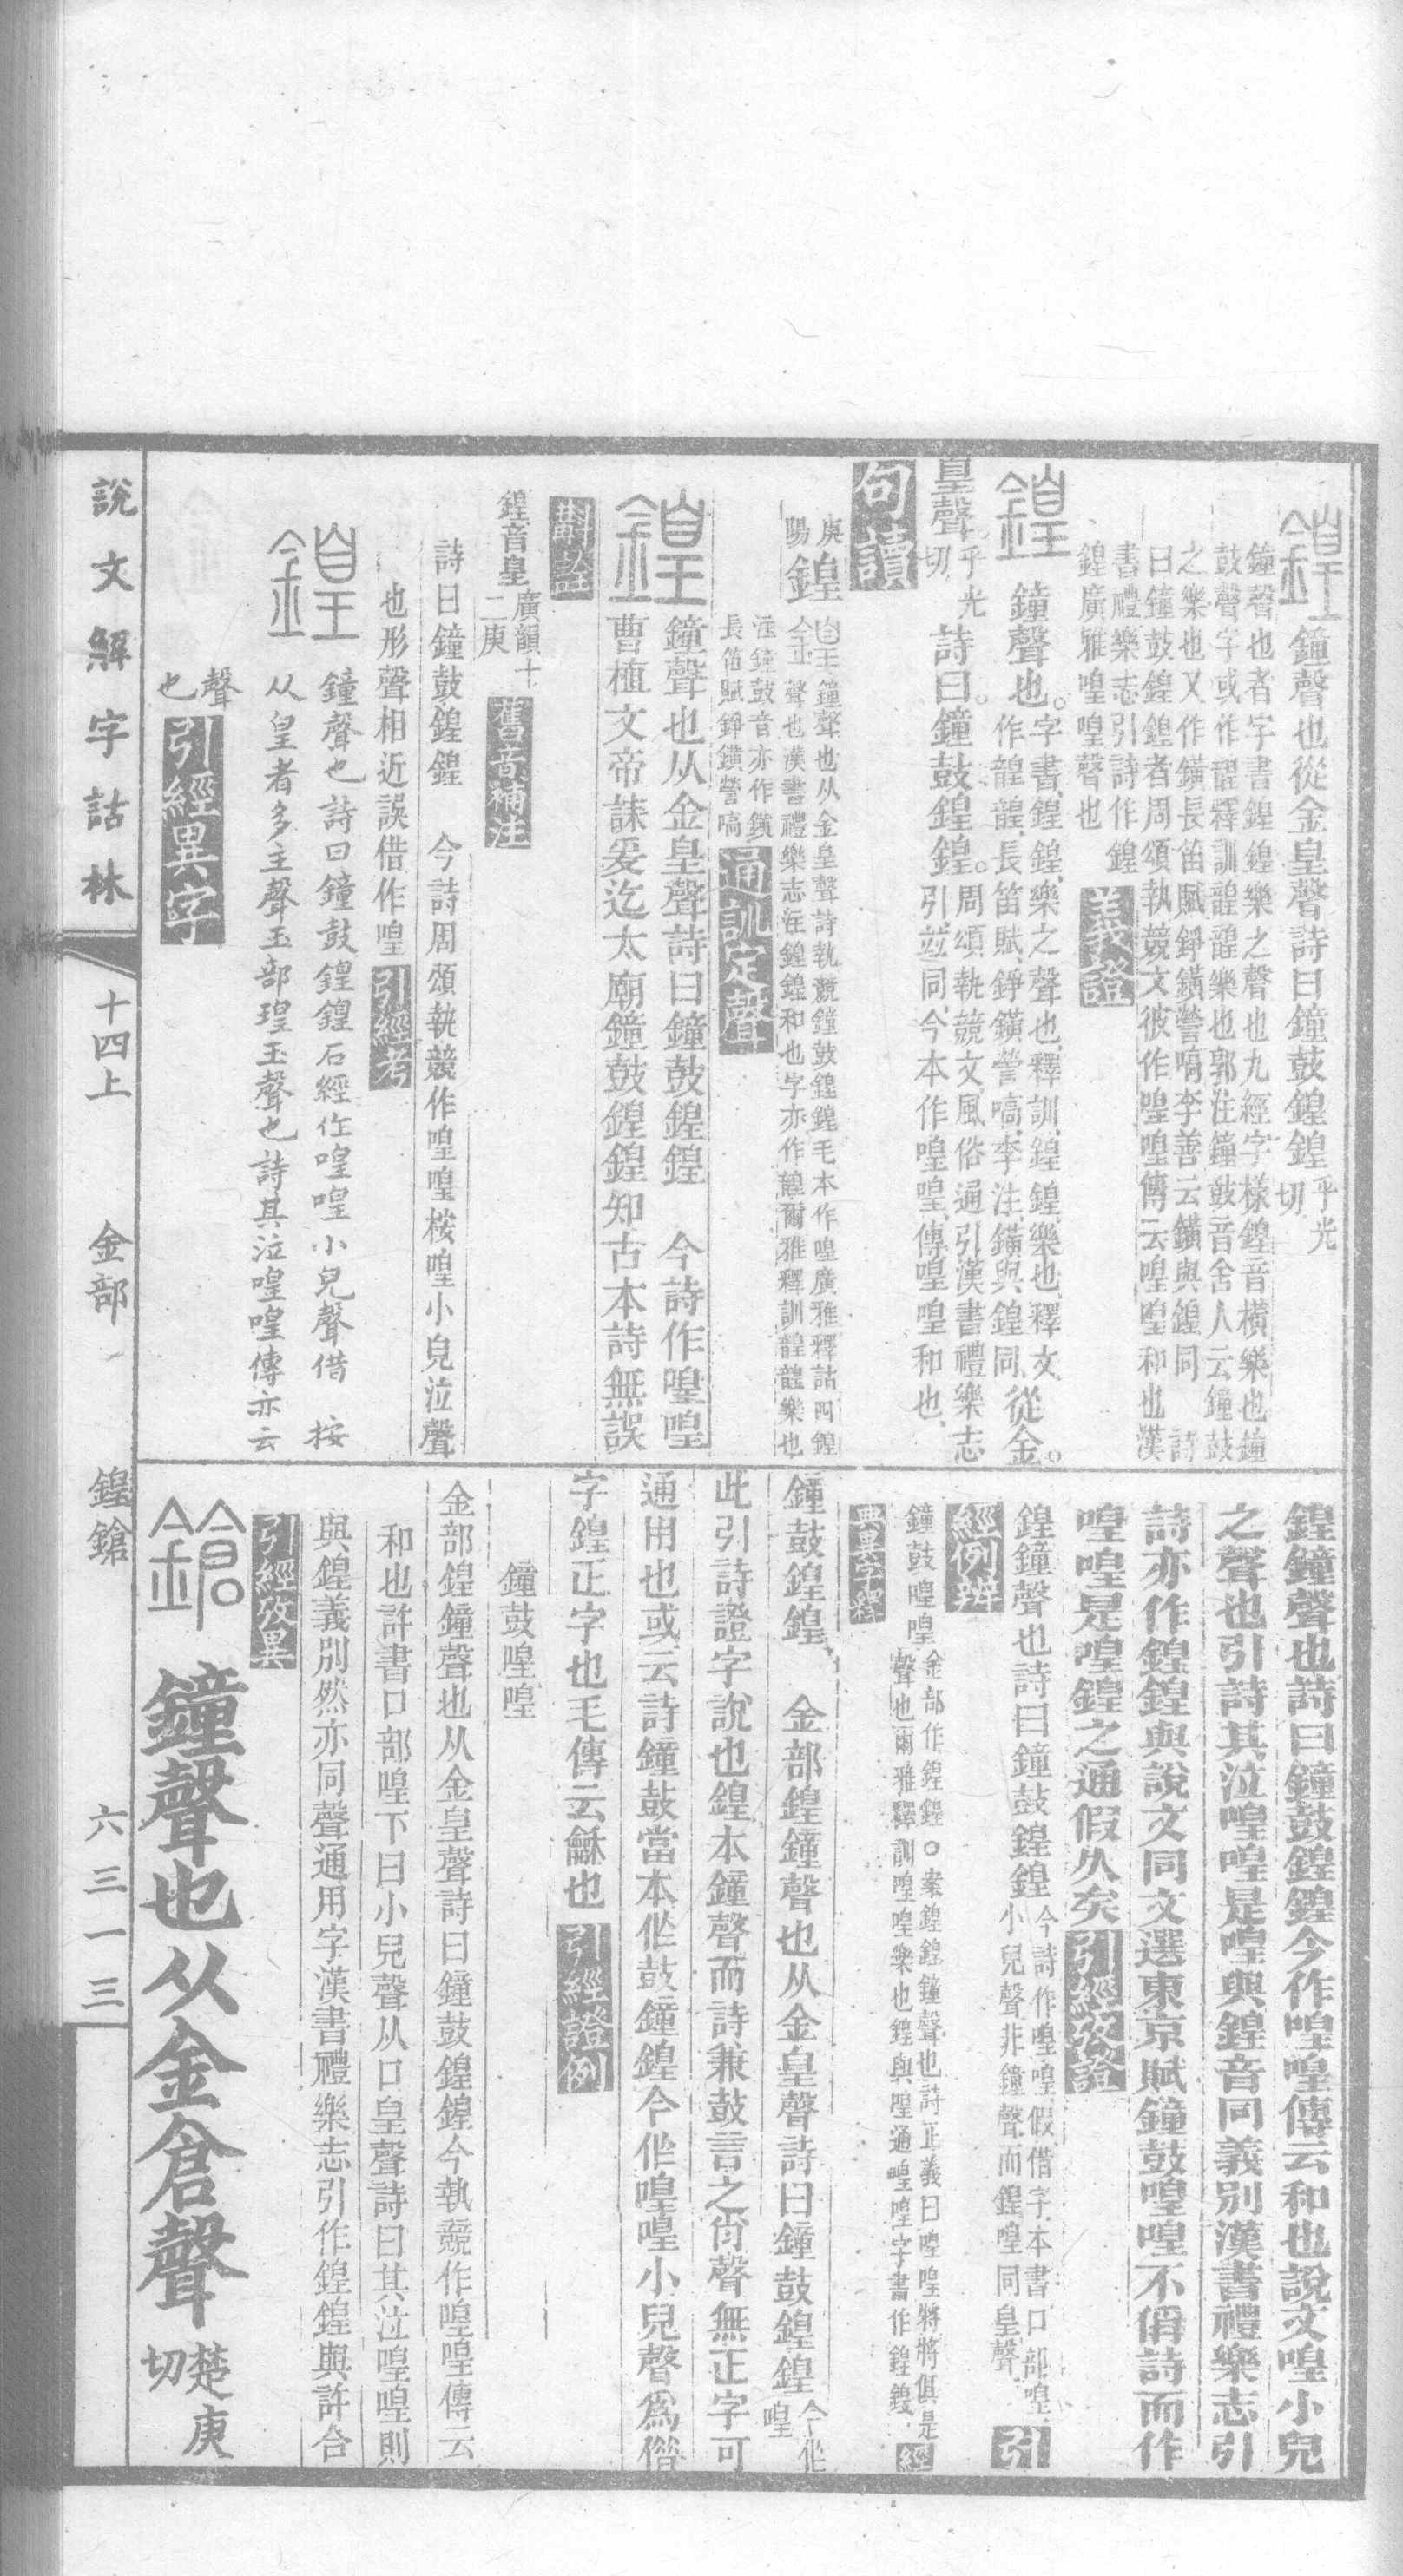 鍠鐘聲也從金皇聲詩曰鐘鼓鍠鍠乎光切
鐘聲也者字書鍠鍠樂之聲也九經字樣鍠音橫樂也鐘
鼓聲字或作韹釋訓韹韹樂也郭注鐘鼓音舍人云鐘鼓
之樂也又作鐄長笛賦錚鐄謍嗃李善云鐄與鍠同 詩
曰鐘鼓鍠鍠者周頌執競文彼作喤喤傳云喤喤和也漢
書禮樂志引詩作鍠
鍠廣雅喤喤聲也義證
鍠鐘聲也。字書鍠鍠,樂之聲也,釋訓,鍠鍠,樂也,釋文,作韹韹,長笛賦,錚鐄謍嗃,李注,鐄與鍠同,從金。
皇聲。乎光切詩曰。鐘鼓鍠鍠。周頌執競文,風俗通引,漢書禮樂志引,竝同,今本作喤喤,傳,喤喤和也,
句讀
庚陽鍠鍠鐘聲也从金皇聲詩執競鐘鼓鍠鍠毛本作喤廣雅釋詁四鍠
聲也漢書禮樂志注鍠鍠和也字亦作韹爾雅釋訓韹韹樂也
注鐘鼓音亦作鐄
長笛賦錚鐄謍嗃通訓定聲
鍠鐘聲也从金皇聲詩曰鐘鼓鍠鍠 今詩作喤喤
曹植文帝誄爰迄太廟鐘鼓鍠鍠知古本詩無誤
斠詮
鍠音皇廣韻十二庚舊音補注
詩曰鐘鼓鍠鍠 今詩周頌執競作喤喤桉喤小兒泣聲
也形聲相近誤借作喤引經考
鍠鐘聲也詩曰鐘鼓鍠鍠石經作喤喤小兒聲借 按
从皇者多主聲玉部瑝玉聲也詩其泣喤喤傳亦云
聲也引經異字
鍠鐘聲也詩曰鐘鼓鍠鍠今作喤喤傳云和也說文喤小兒
之聲也引詩其泣喤喤是喤與鍠音同義別漢書禮樂志引
詩亦作鍠鍠與說文同文選東京賦鐘鼓喤喤不偁詩而作
喤喤是喤鍠之通假久矣引經攷證
鍠鐘聲也詩曰鐘鼓鍠鍠今詩作喤喤,假借字,本書口部喤,小兒聲,非鐘聲,而鍠喤同皇聲,引
經例辨
鐘鼓喤喤金部作鍠鍠○案鍠鍠鐘聲也詩正義曰喤喤將將俱是聲也爾雅釋訓喤喤樂也鍠與喤通喤喤字書作鍠鍠,經
典異字釋
鐘鼓鍠鍠 金部鍠鐘聲也从金皇聲詩曰鐘鼓鍠鍠今作喤
此引詩證字說也鍠本鐘聲而詩兼鼓言之尙聲無正字可
通用也或云詩鐘鼓當本作鼓鐘鍠今作喤喤小兒聲爲借
字鍠正字也毛傳云龢也引經證例
鐘鼓喤喤
金部鍠鐘聲也从金皇聲詩曰鐘鼓鍠鍠今執競作喤喤傳云
和也許書口部喤下曰小兒聲从口皇聲詩曰其泣喤喤則
與鍠義別然亦同聲通用字漢書禮樂志引作鍠鍠與許合
引經攷異
鎗鐘聲也从金倉聲楚庚切
說文解字詁林 十四上 金部 鍠鎗 六三一三